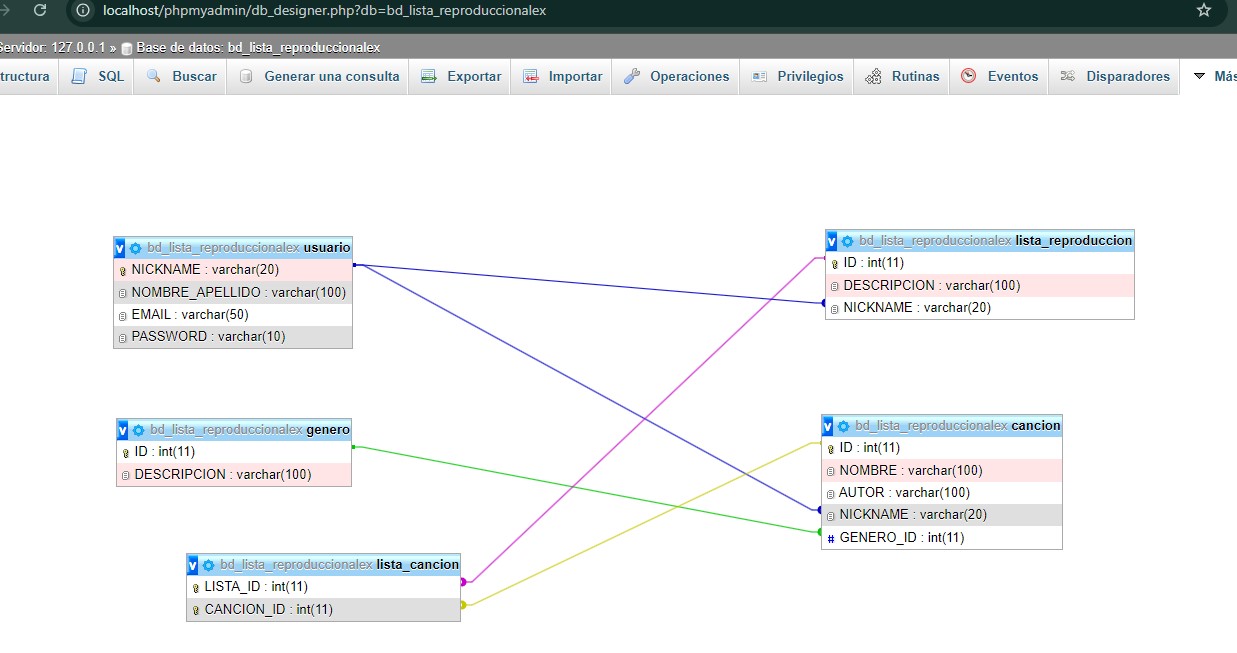 localhost/phpmyadmin/db_designer.php?db=bd_lista_reproduccionalex
Servidor: 127.0.0.1 » Base de datos: bd_lista_reproduccionalex
tructura SQL Buscar Generar una consulta Exportar Importar Operaciones Privilegios Rutinas Eventos Disparadores Más
v bd_lista_reproduccionalex usuario
NICKNAME : varchar(20)
NOMBRE_APELLIDO : varchar(100)
EMAIL : varchar(50)
PASSWORD : varchar(10)
v bd_lista_reproduccionalex lista_reproduccion
ID : int(11)
DESCRIPCION : varchar(100)
NICKNAME : varchar(20)
v bd_lista_reproduccionalex genero
ID : int(11)
DESCRIPCION : varchar(100)
v bd_lista_reproduccionalex cancion
ID : int(11)
NOMBRE : varchar(100)
AUTOR : varchar(100)
NICKNAME : varchar(20)
# GENERO_ID : int(11)
v bd_lista_reproduccionalex lista_cancion
LISTA_ID : int(11)
CANCION_ID : int(11)